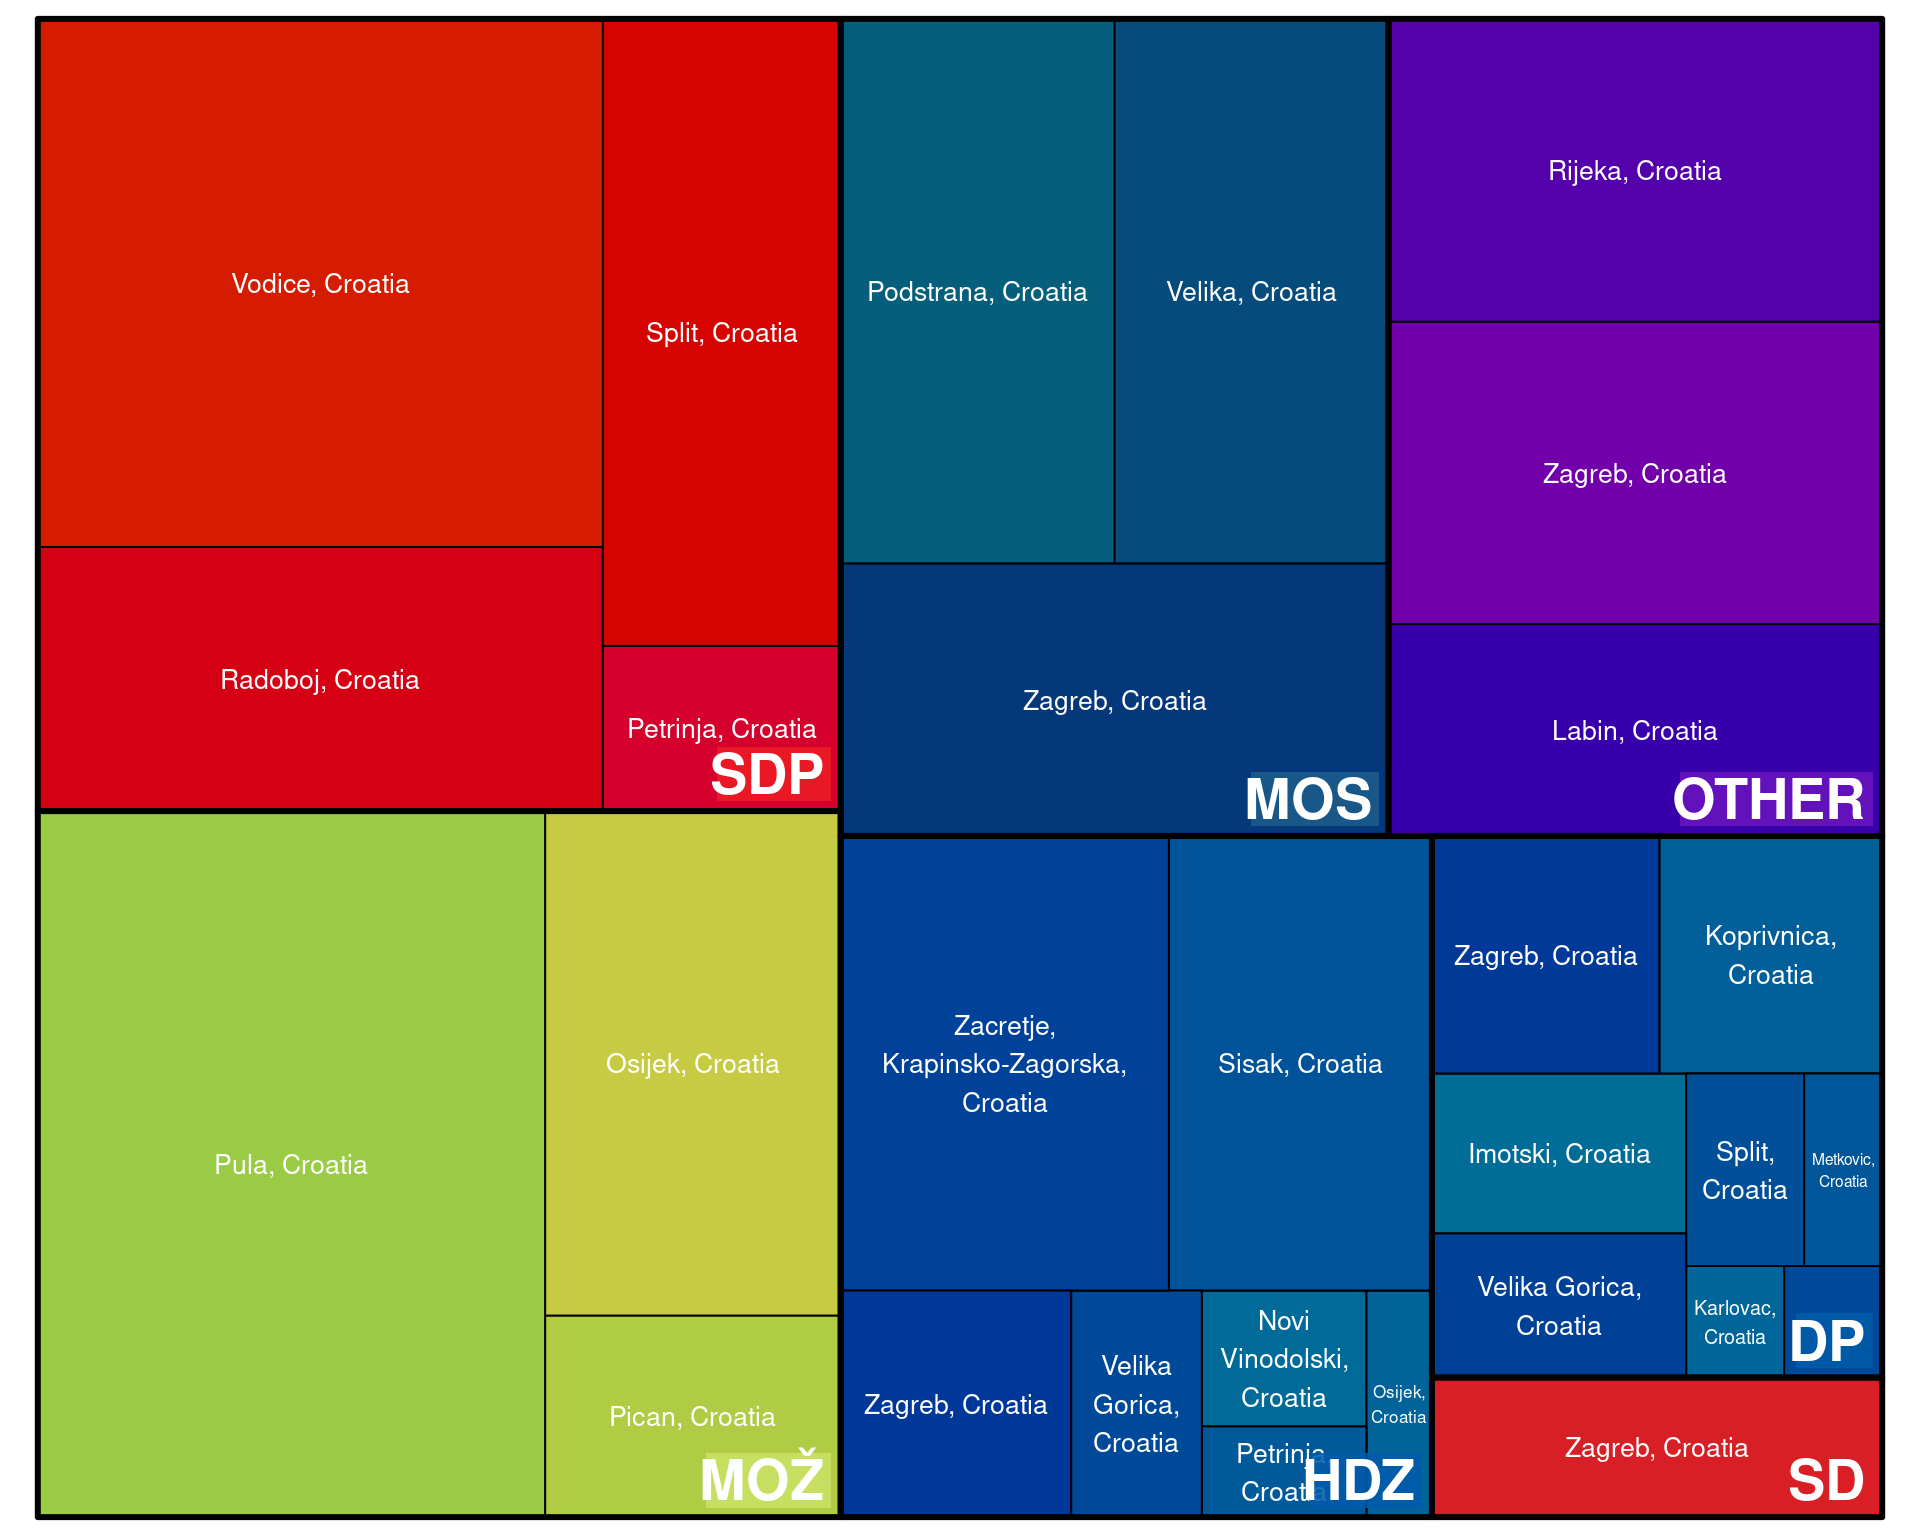 Vodice, Croatia
Split, Croatia
Radoboj, Croatia
Petrinja, Croatia
SDP
Podstrana, Croatia
Velika, Croatia
Zagreb, Croatia
MOS
Rijeka, Croatia
Zagreb, Croatia
Labin, Croatia
OTHER
Pula, Croatia
Osijek, Croatia
Pican, Croatia
MOŽ
Zacretje,
Krapinsko-Zagorska,
Croatia
Sisak, Croatia
Zagreb, Croatia
Velika
Gorica,
Croatia
Novi
Vinodolski,
Croatia
Osijek,
Croatia
Petrinja,
Croatia
HDZ
Zagreb, Croatia
Koprivnica,
Croatia
Imotski, Croatia
Split,
Croatia
Metkovic,
Croatia
Velika Gorica,
Croatia
Karlovac,
Croatia
DP
Zagreb, Croatia
SD